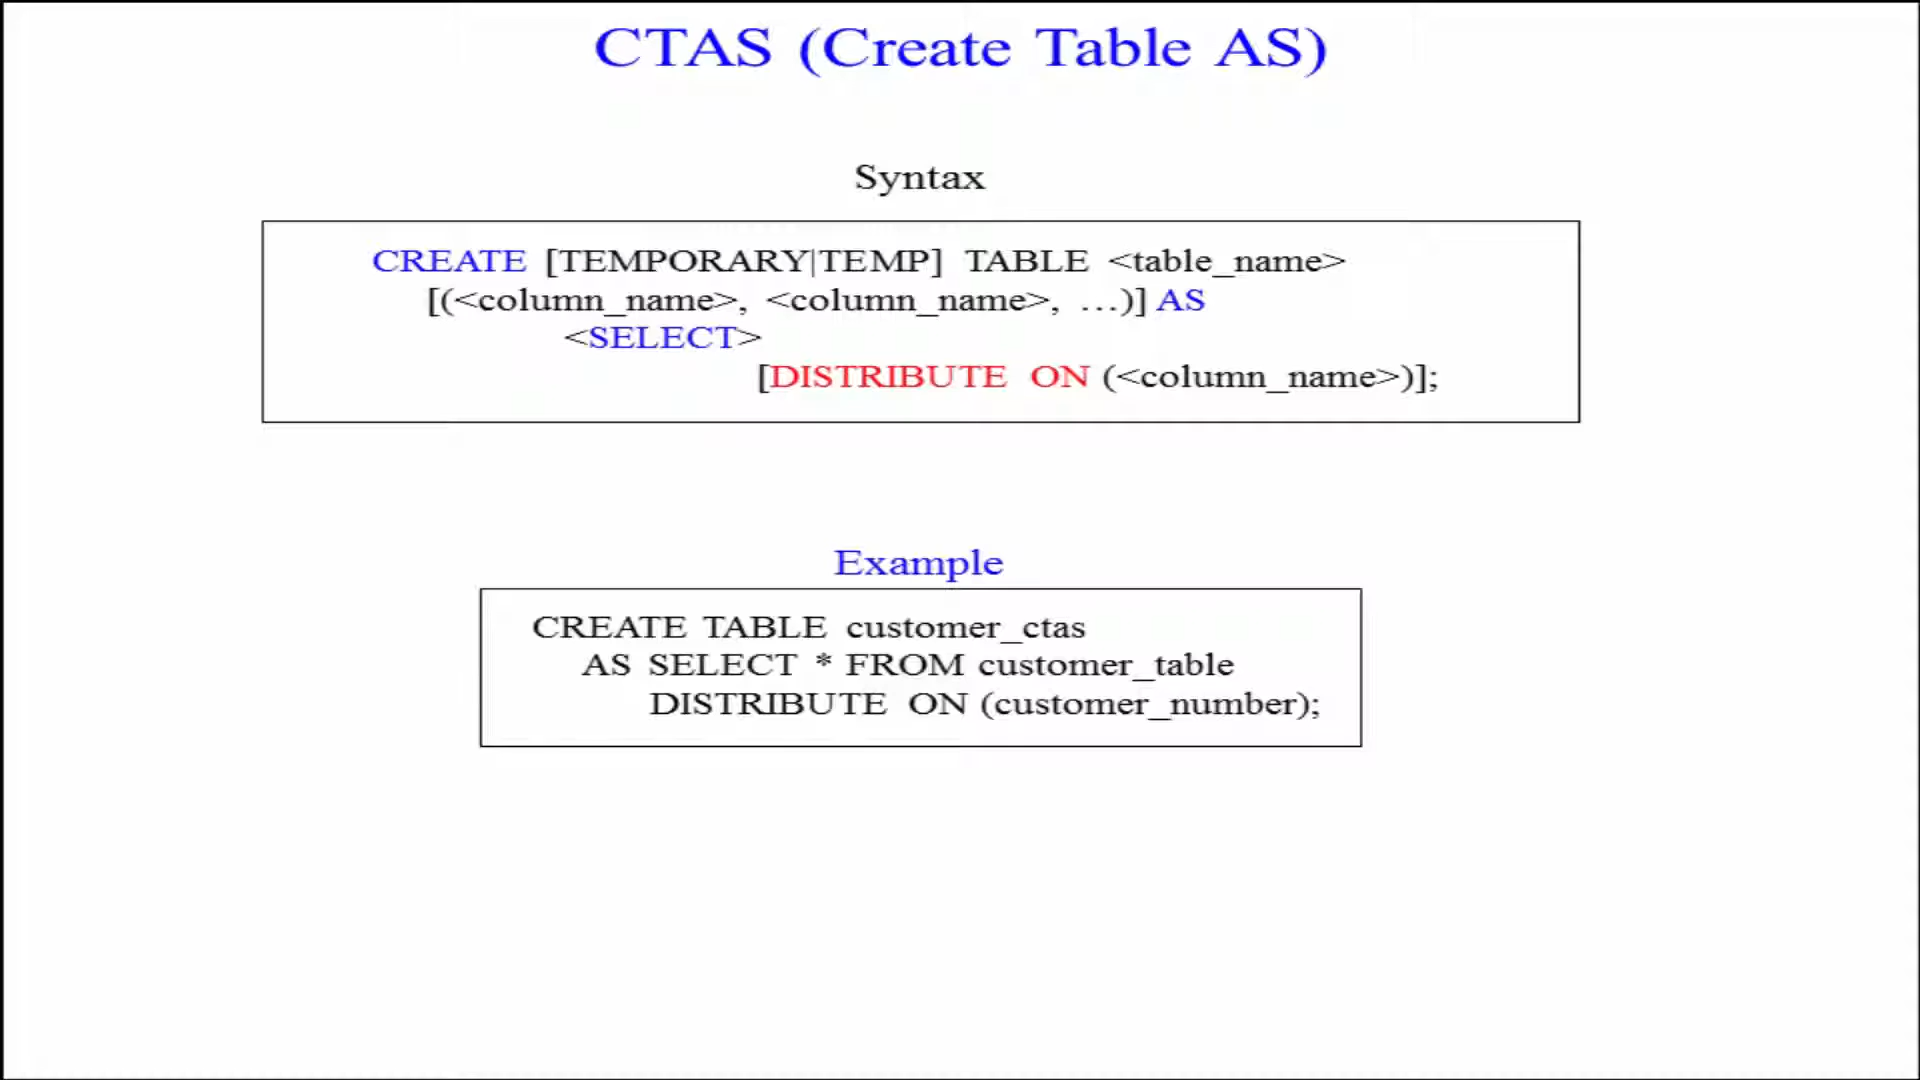 CTAS (Create Table AS)
Syntax
CREATE [TEMPORARY|TEMP] TABLE <table_name>
[(<column_name>, <column_name>, ...)] AS
<SELECT>
[DISTRIBUTE ON (<column_name>)];
Example
CREATE TABLE customer_ctas
AS SELECT * FROM customer_table
DISTRIBUTE ON (customer_number);